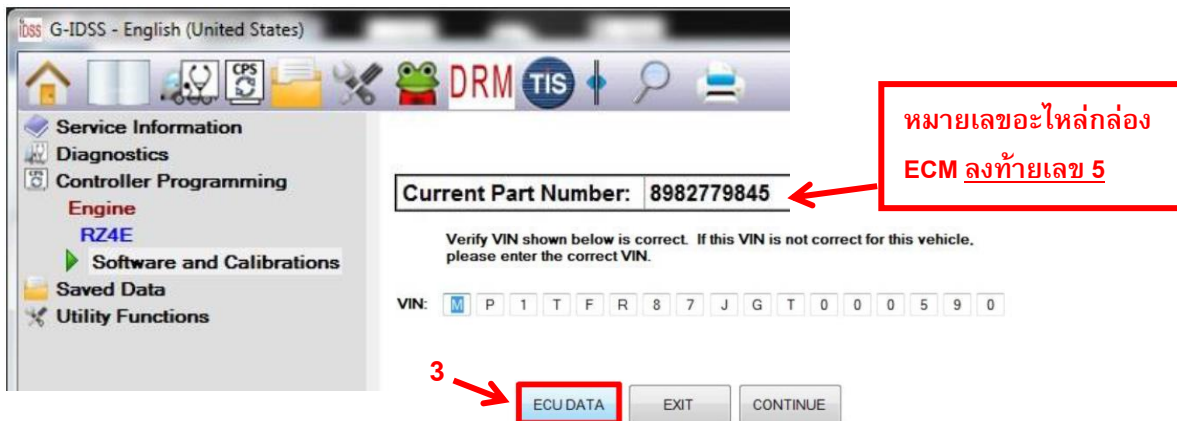 IDSS G-IDSS - English (United States)
CPS DRM TIS
Service Information
Diagnostics
CPS Controller Programming
Engine
RZ4E
Software and Calibrations
Saved Data
Utility Functions
หมายเลขอะไหล่กล่อง
ECM ลงท้ายเลข 5
Current Part Number: 8982779845
Verify VIN shown below is correct. If this VIN is not correct for this vehicle,
please enter the correct VIN.
VIN: M P 1 T F R 8 7 J G T 0 0 0 5 9 0
3
ECU DATA EXIT CONTINUE